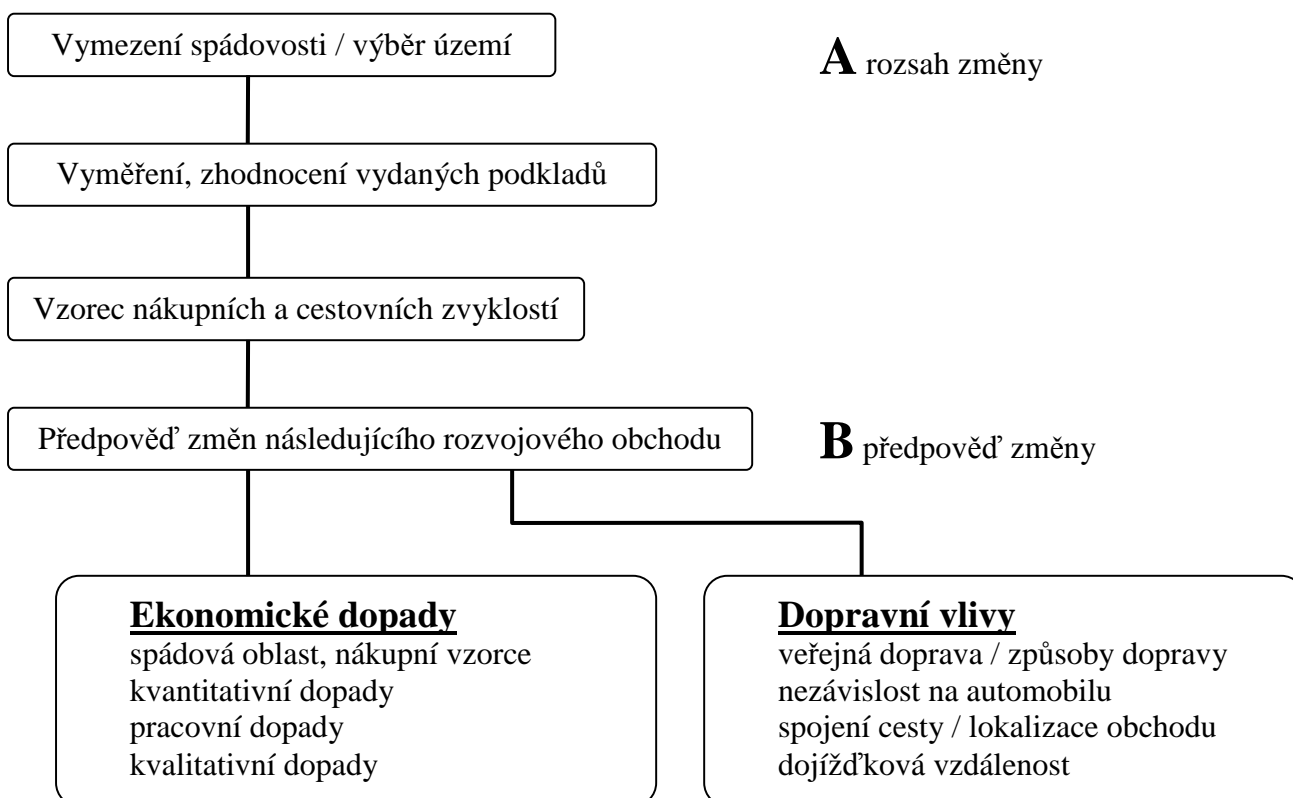 Vymezení spádovosti / výběr území
A rozsah změny
Vyměření, zhodnocení vydaných podkladů
Vzorec nákupních a cestovních zvyklostí
Předpověď změn následujícího rozvojového obchodu
B předpověď změny
Ekonomické dopady
spádová oblast, nákupní vzorce
kvantitativní dopady
pracovní dopady
kvalitativní dopady
Dopravní vlivy
veřejná doprava / způsoby dopravy
nezávislost na automobilu
spojení cesty / lokalizace obchodu
dojížďková vzdálenost